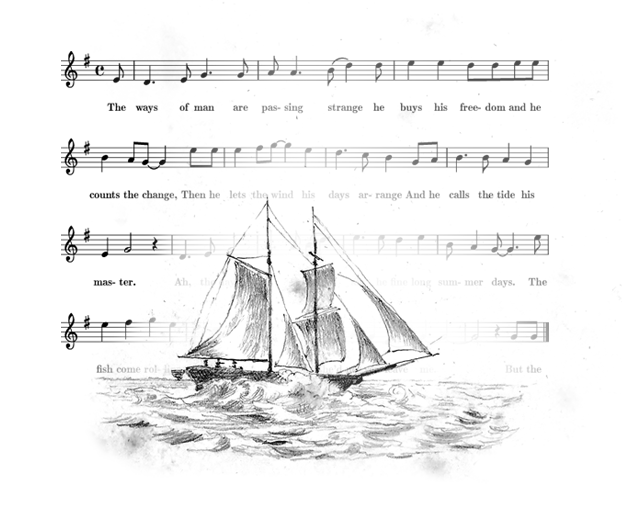 The ways of man are pas- sing strange he buys his free- dom and he
counts the change, Then he lets the wind his days ar- range And he calls the tide his
mas- ter. Ah, the fine long sum- mer days. The
fish come rol- But the